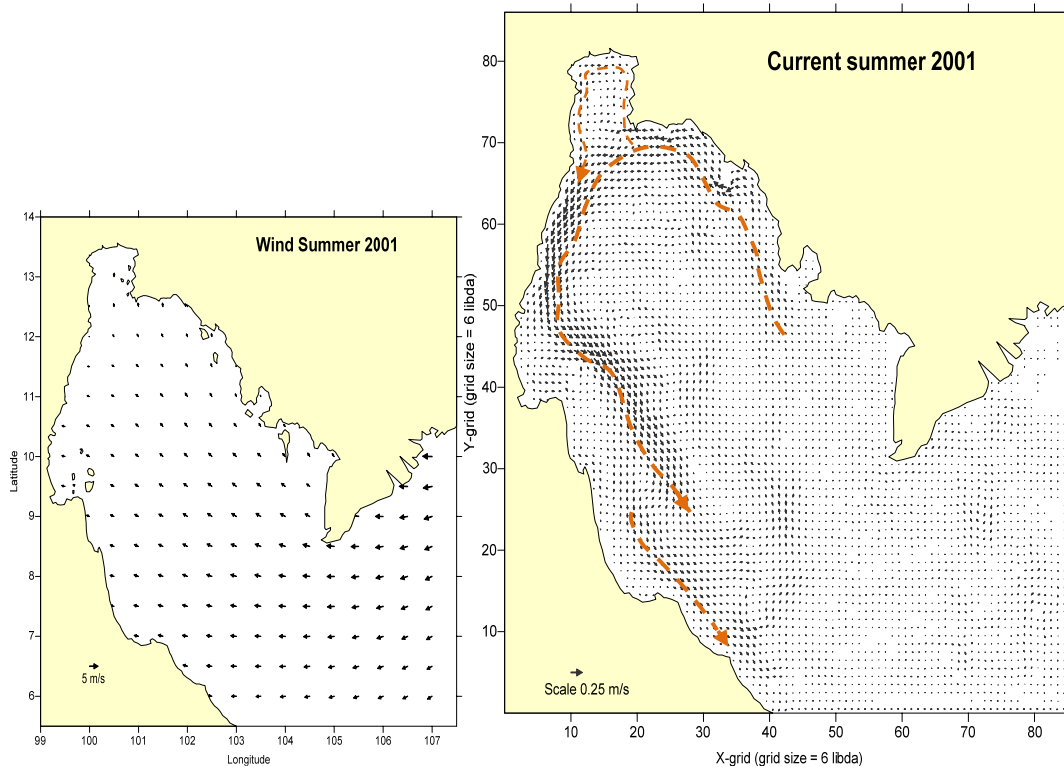 Wind Summer 2001
14
13
12
11
10
9
8
7
6
Latitude
5 m/s
99 100 101 102 103 104 105 106 107
Longitude
Current summer 2001
80
70
60
50
40
30
20
10
Y-grid (grid size = 6 libda)
Scale 0.25 m/s
10 20 30 40 50 60 70 80
X-grid (grid size = 6 libda)